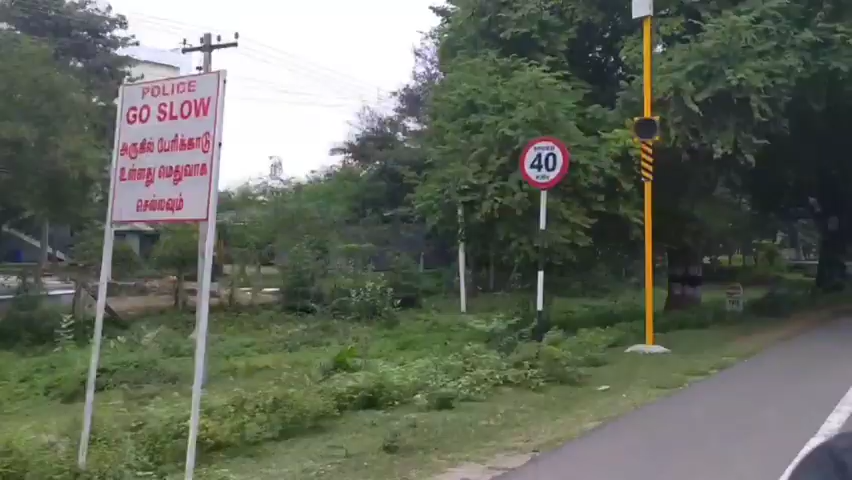 POLICE
GO SLOW
அருகில் பேரிக்காடு
உள்ளது மெதுவாக
செல்லவும்
40